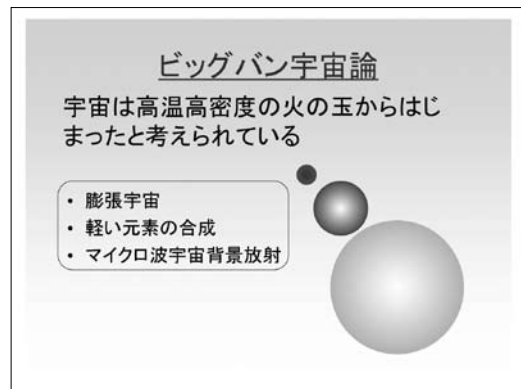 ビッグバン宇宙論
宇宙は高温高密度の火の玉からはじ
まったと考えられている
・ 膨張宇宙
・ 軽い元素の合成
・ マイクロ波宇宙背景放射